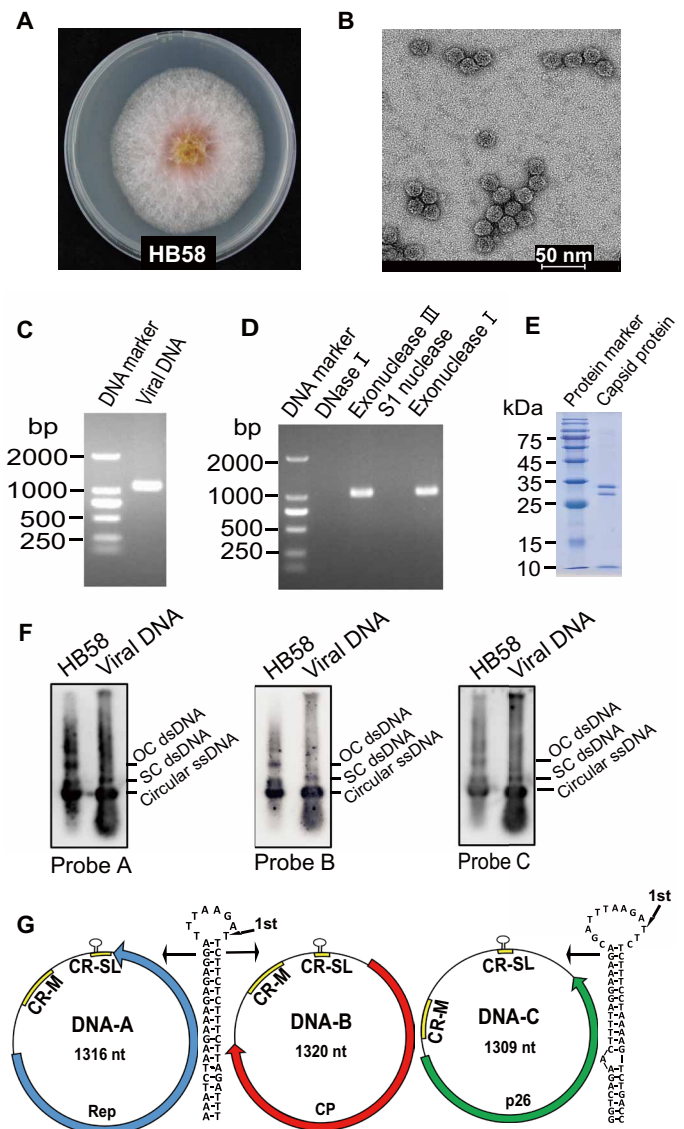 A
B
HB58
50 nm
C
DNA marker
Viral DNA
bp
2000
1000
500
250
D
DNA marker
DNase I
Exonuclease III
S1 nuclease
Exonuclease I
bp
2000
1000
500
250
E
Protein marker
Capsid protein
kDa
75
45
35
25
15
10
F
HB58
Viral DNA
OC dsDNA
SC dsDNA
Circular ssDNA
Probe A
HB58
Viral DNA
OC dsDNA
SC dsDNA
Circular ssDNA
Probe B
HB58
Viral DNA
OC dsDNA
SC dsDNA
Circular ssDNA
Probe C
G
1st
CR-SL
CR-M
DNA-A
1316 nt
Rep
CR-SL
CR-M
DNA-B
1320 nt
CP
1st
CR-SL
CR-M
DNA-C
1309 nt
p26